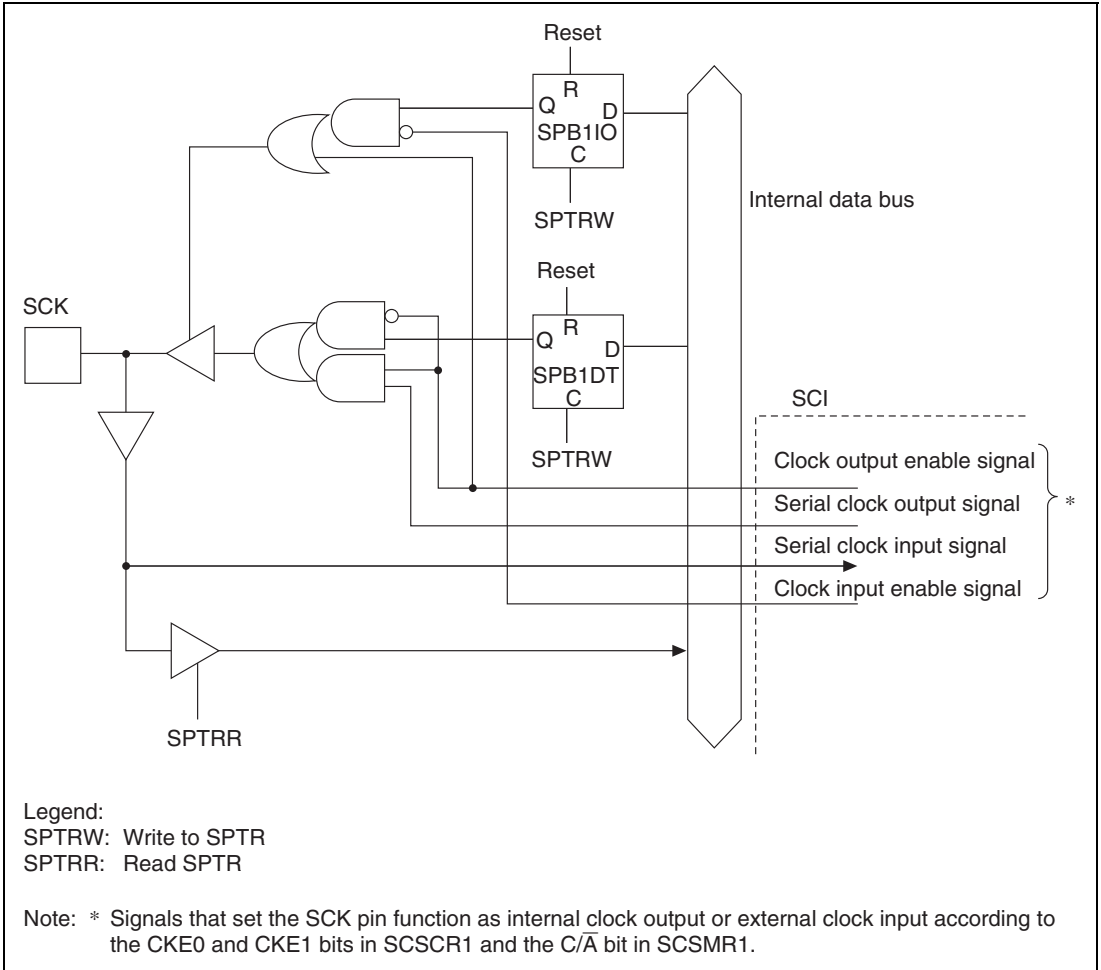 Reset
R
Q
D
SPB1IO
C
SPTRW
Internal data bus
Reset
SCK
R
Q
D
SPB1DT
C
SCI
SPTRW
Clock output enable signal
Serial clock output signal
*
Serial clock input signal
Clock input enable signal
SPTRR
Legend:
SPTRW: Write to SPTR
SPTRR: Read SPTR
Note: * Signals that set the SCK pin function as internal clock output or external clock input according to
the CKE0 and CKE1 bits in SCSCR1 and the C/A̅ bit in SCSMR1.